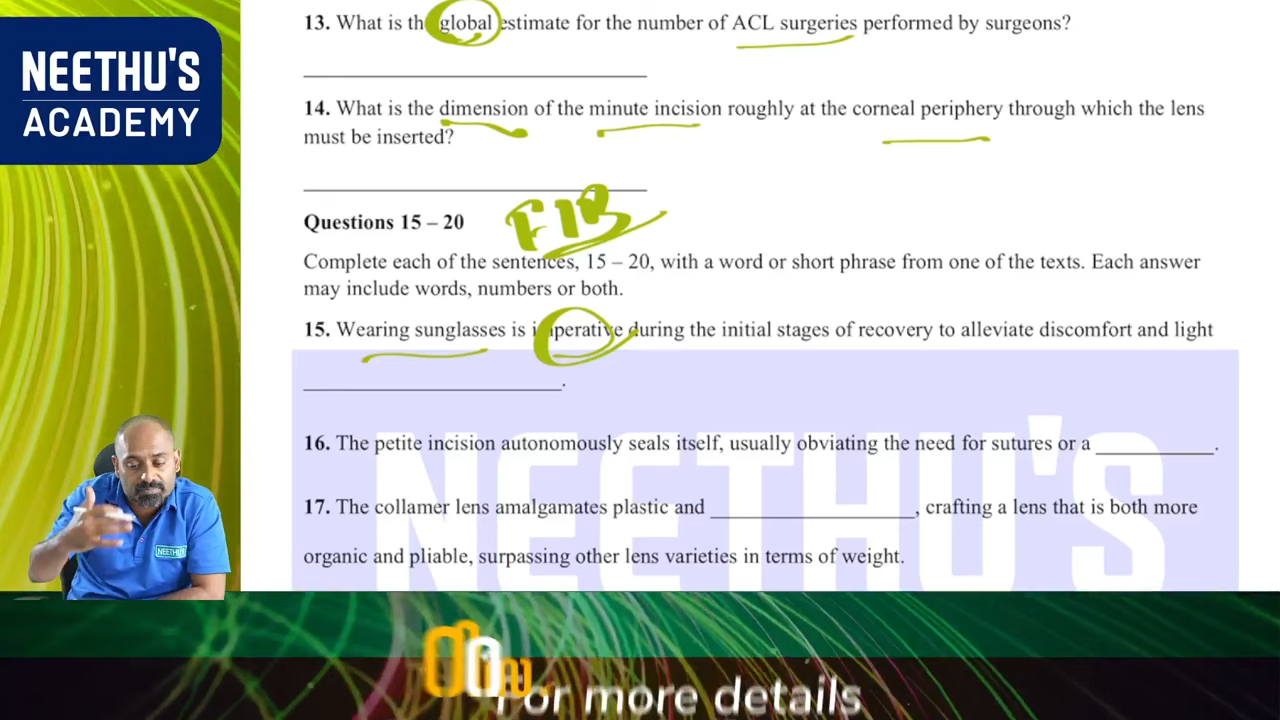 NEETHU'S
ACADEMY
13. What is the global estimate for the number of ACL surgeries performed by surgeons?
14. What is the dimension of the minute incision roughly at the corneal periphery through which the lens
must be inserted?
Questions 15 – 20
FIB
Complete each of the sentences, 15 – 20, with a word or short phrase from one of the texts. Each answer
may include words, numbers or both.
15. Wearing sunglasses is imperative during the initial stages of recovery to alleviate discomfort and light
____________________.
16. The petite incision autonomously seals itself, usually obviating the need for sutures or a __________.
17. The collamer lens amalgamates plastic and ________________, crafting a lens that is both more
organic and pliable, surpassing other lens varieties in terms of weight.
NEETHU'S
NEETHU'S
For more details